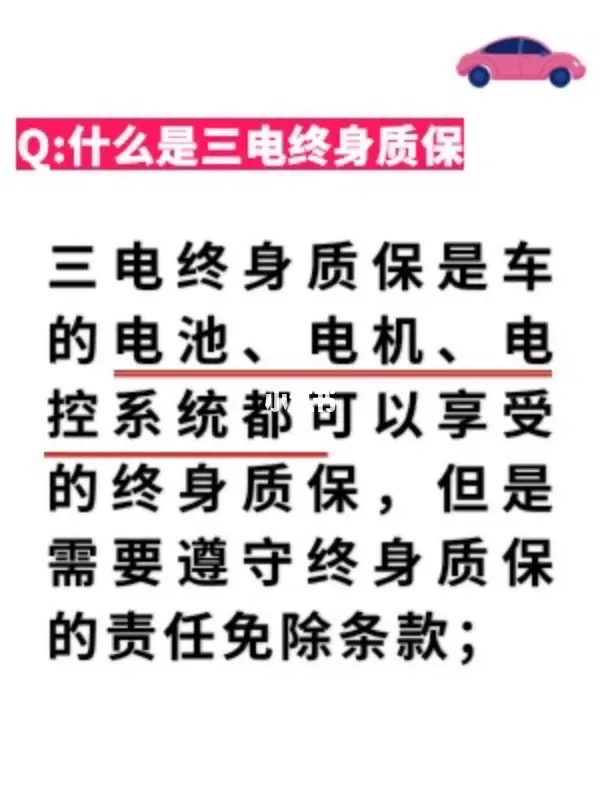 Q:什么是三电终身质保
三电终身质保是车
的电池、电机、电
控系统都可以享受
的终身质保，但是
需要遵守终身质保
的责任免除条款；